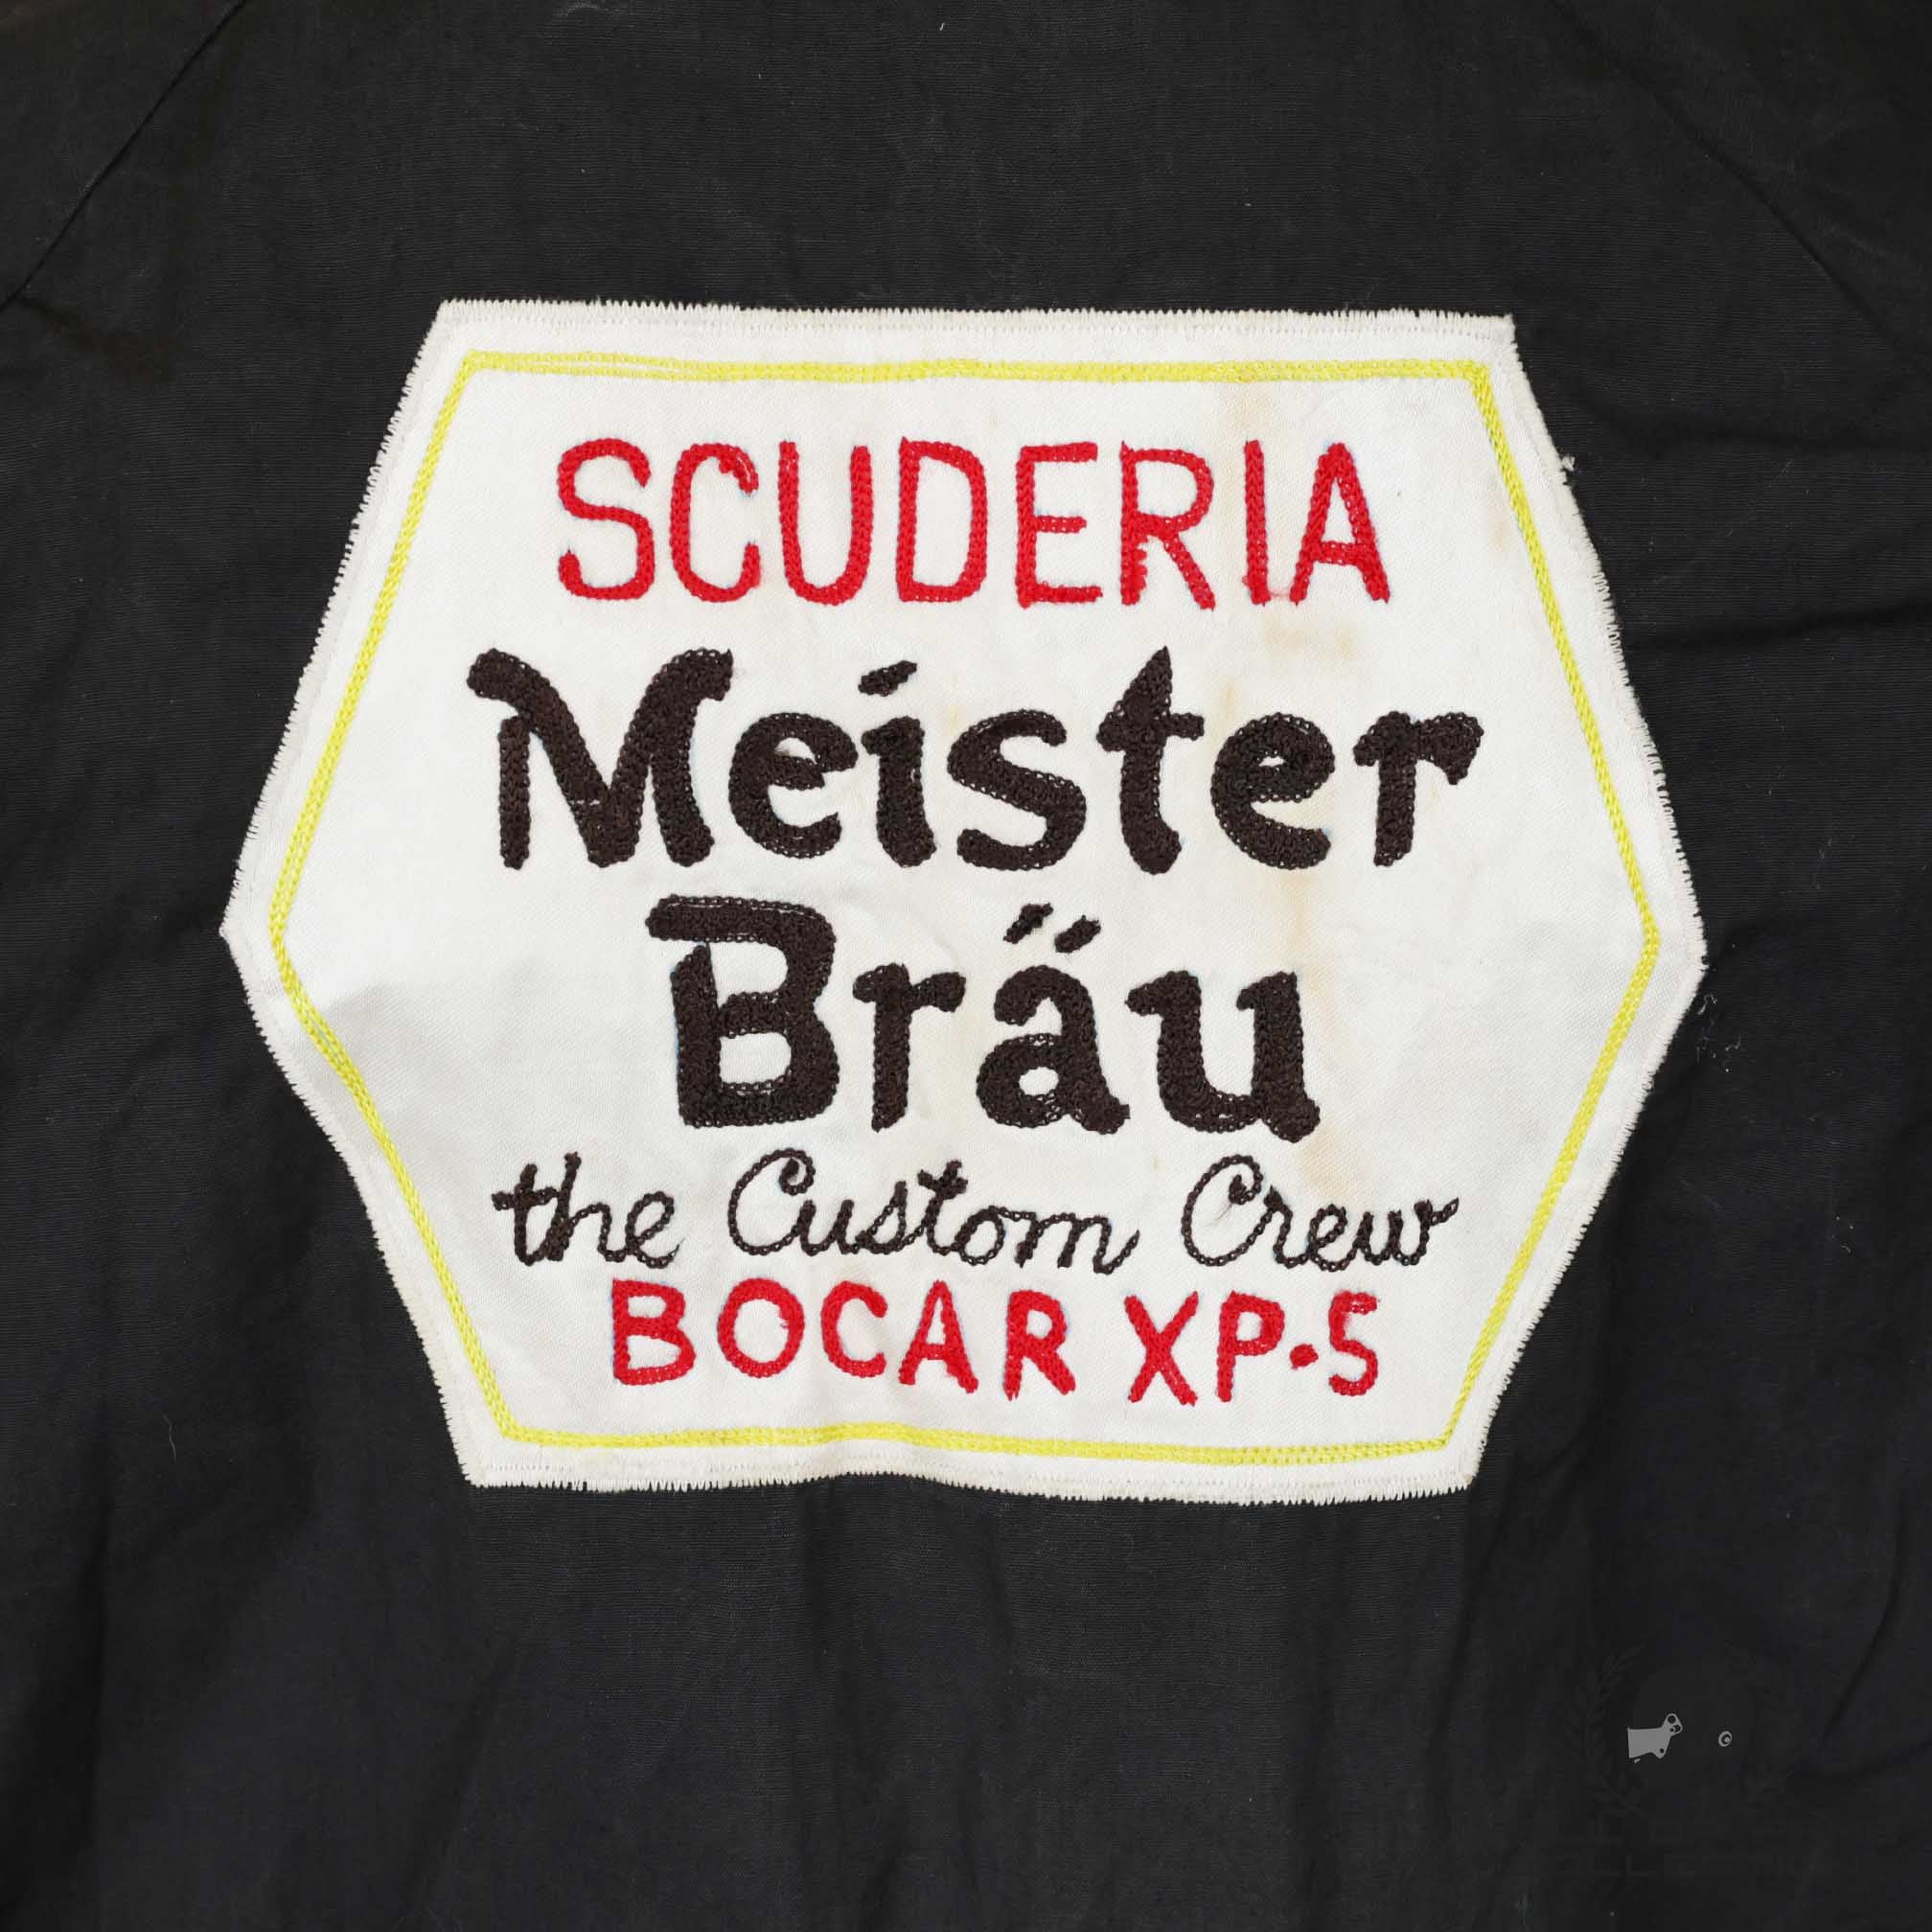 SCUDERIA
Meister
Bräu
the Custom Crew
BOCAR XP-5